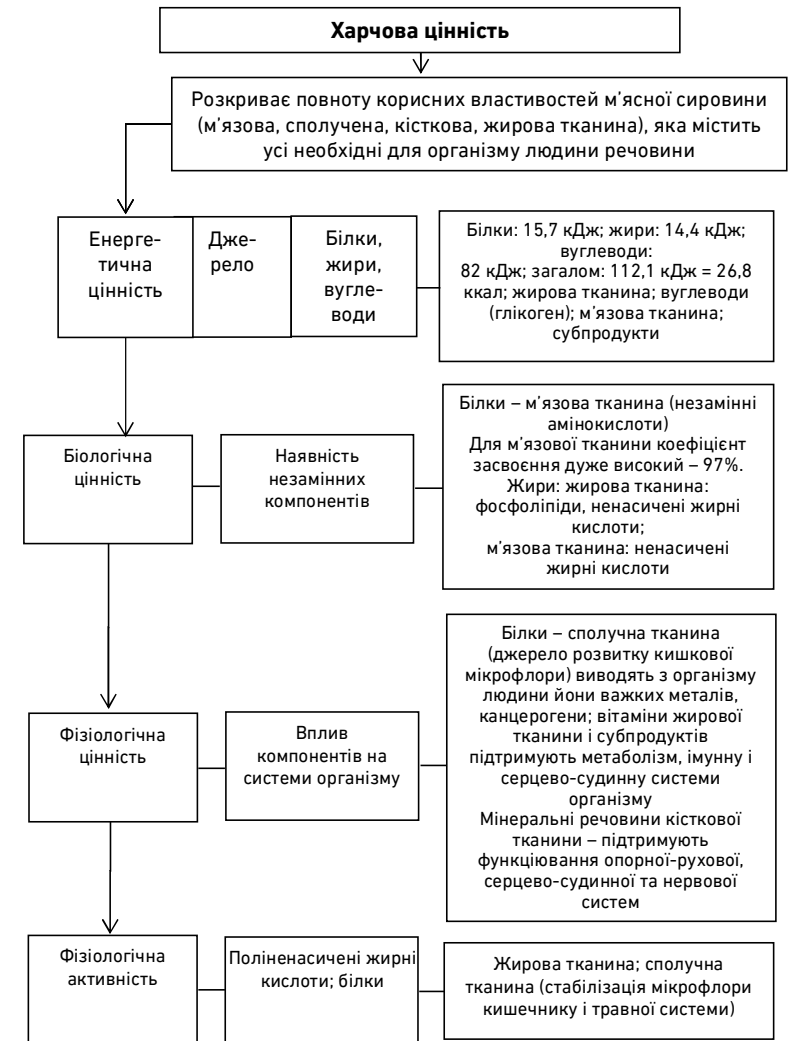 Харчова цінність
Розкриває повноту корисних властивостей м’ясної сировини
(м’язова, сполучена, кісткова, жирова тканина), яка містить
усі необхідні для організму людини речовини
Енерге-
тична
цінність
Дже-
рело
Білки,
жири,
вугле-
води
Білки: 15,7 кДж; жири: 14,4 кДж;
вуглеводи:
82 кДж; загалом: 112,1 кДж = 26,8
ккал; жирова тканина; вуглеводи
(глікоген); м’язова тканина;
субпродукти
Біологічна
цінність
Наявність
незамінних
компонентів
Білки – м’язова тканина (незамінні
амінокислоти)
Для м’язової тканини коефіцієнт
засвоєння дуже високий – 97%.
Жири: жирова тканина:
фосфоліпіди, ненасичені жирні
кислоти;
м’язова тканина: ненасичені
жирні кислоти
Фізіологічна
цінність
Вплив
компонентів на
системи організму
Білки – сполучна тканина
(джерело розвитку кишкової
мікрофлори) виводять з організму
людини йони важких металів,
канцерогени; вітаміни жирової
тканини і субпродуктів
підтримують метаболізм, імунну і
серцево-судинну системи
організму
Мінеральні речовини кісткової
тканини – підтримують
функціювання опорної-рухової,
серцево-судинної та нервової
систем
Фізіологічна
активність
Поліненасичені жирні
кислоти; білки
Жирова тканина; сполучна
тканина (стабілізація мікрофлори
кишечнику і травної системи)